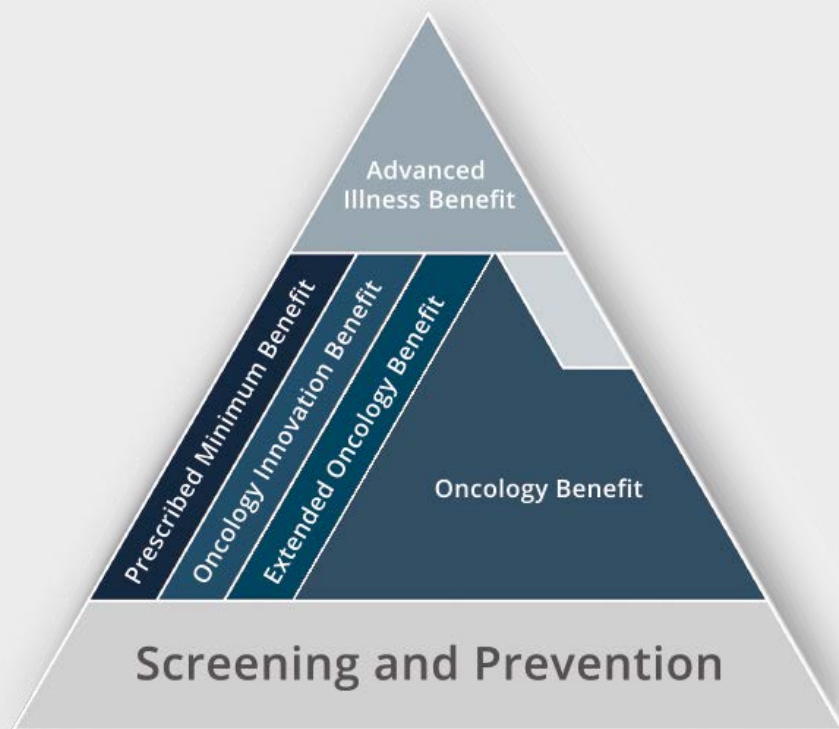 Advanced
Illness Benefit
Prescribed Minimum Benefit
Oncology Innovation Benefit
Extended Oncology Benefit
Oncology Benefit
Screening and Prevention